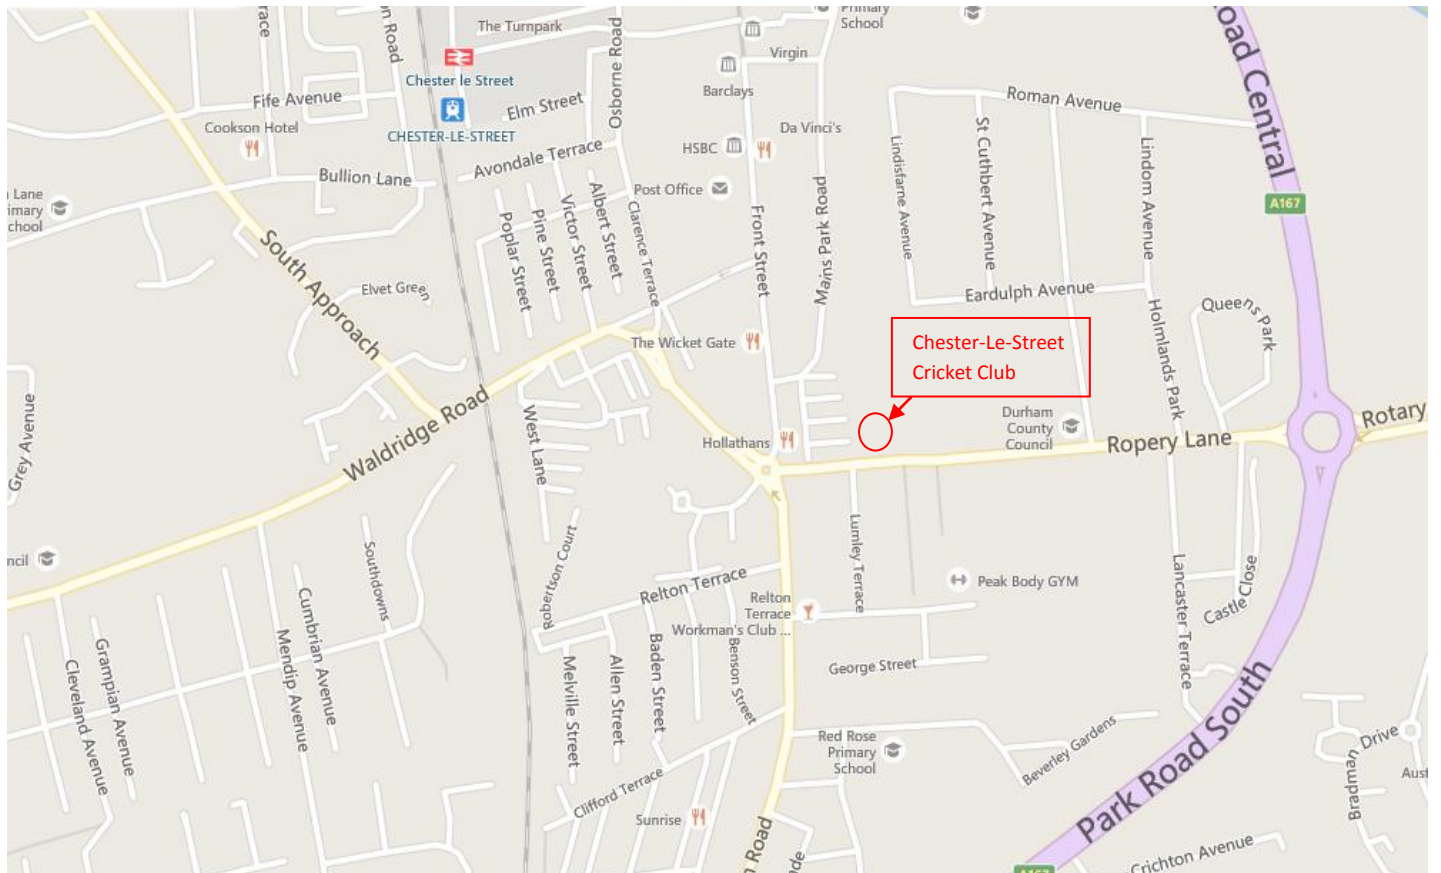 The Turnpark
Chester le Street
CHESTER-LE-STREET
Elm Street
Osborne Road
Fife Avenue
Cookson Hotel
Bullion Lane
Avondale Terrace
Virgin
Barclays
HSBC
Da Vinci's
Post Office
Primary
School
Roman Avenue
Road Central
A167
Lane
Primary
School
Poplar Street
Pine Street
Victor Street
Albert Street
Clarence Terrace
Front Street
Mains Park Road
Lindisfarne Avenue
St Cuthbert Avenue
Lindom Avenue
Eardulph Avenue
Holmlands Park
Queens Park
South Approach
Elvet Green
The Wicket Gate
Chester-Le-Street
Cricket Club
Durham
County
Council
Ropery Lane
Rotary
Hollathans
Grey Avenue
Waldridge Road
West Lane
Robertson Court
Southdowns
Cumbrian Avenue
Mendip Avenue
Grampian Avenue
Cleveland Avenue
Relton Terrace
Relton
Terrace
Workman's Club ...
Lumley Terrace
Peak Body GYM
George Street
Lancaster Terrace
Castle Close
Melville Street
Allen Street
Baden Street
Benson Street
Clifford Terrace
Sunrise
Red Rose
Primary
School
Beverley Gardens
Park Road South
Drive
Bradman
Aust
Crichton Avenue
A167
Road